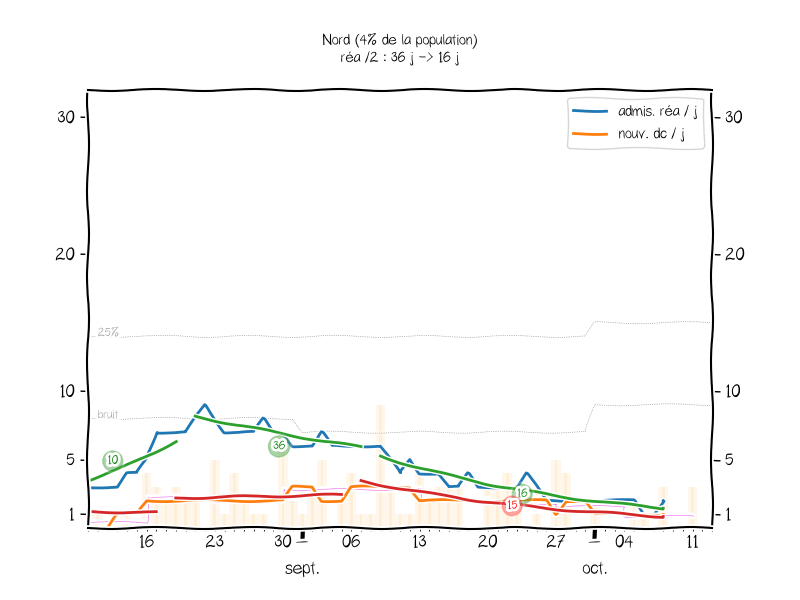 Nord (4% de la population)
réa /2 : 36 j -> 16 j
admis. réa / j
nouv. dc / j
30 30
20 20
25%
10 10
bruit
36
10
5 5
16
15
1 1
16 23 30 06 13 20 27 04 11
sept. oct.